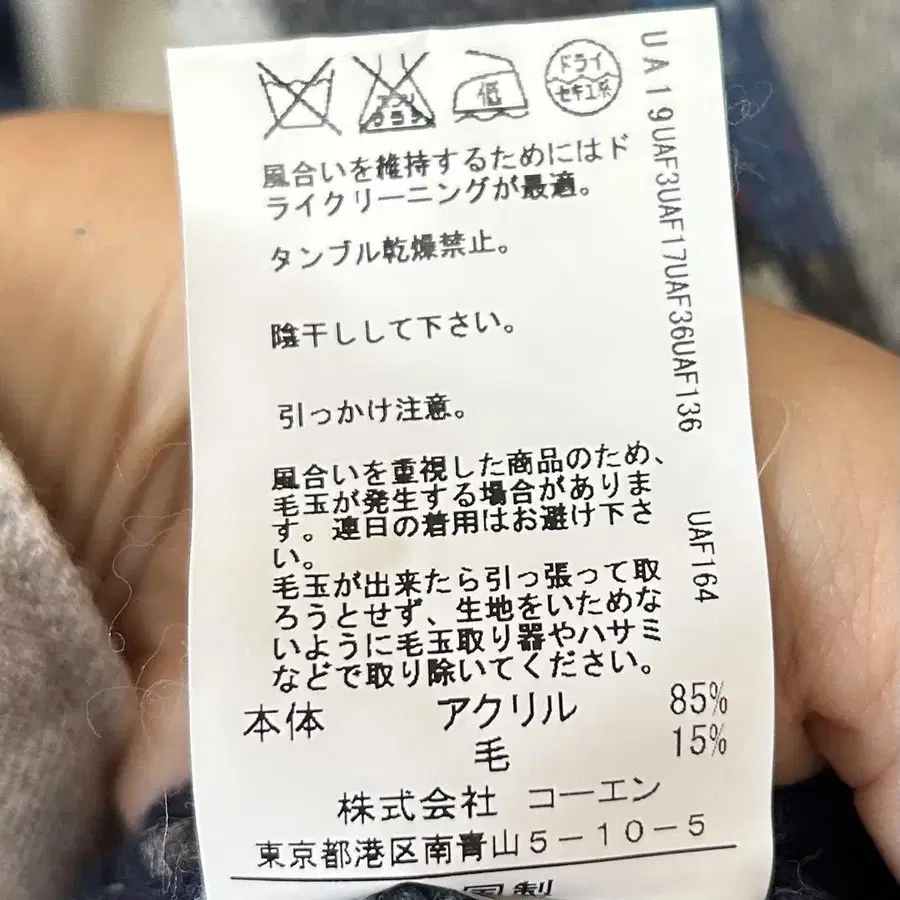 エンソ
サラシ
低
ドライ
セキユ系
風合いを維持するためにはド
ライクリーニングが最適。
タンブル乾燥禁止。
陰干しして下さい。
引っかけ注意。
風合いを重視した商品のため、
毛玉が発生する場合がありま
す。連日の着用はお避け下さ
い。
毛玉が出来たら引っ張って取
ろうとせず、生地をいためな
いように毛玉取り器やハサミ
などで取り除いてください。
本体 アクリル 85%
毛 15%
株式会社 コーエン
東京都港区南青山5-10-5
国製
UA19UAF3UAF17UAF36UAF136 UAF164